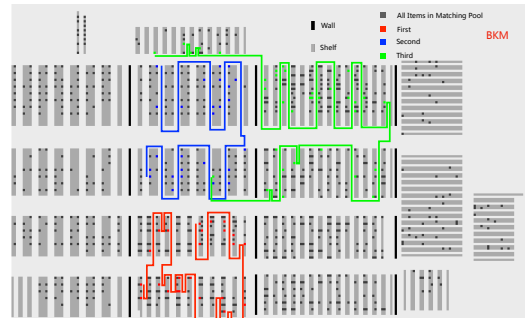 Wall
Shelf
All Items in Matching Pool
First
Second
Third
BKM